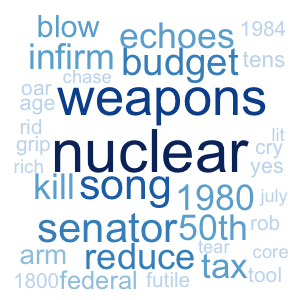 blow echoes 1984
infirm budget tens
chase
oar weapons
age
rid nuclear lit
grip cry
rich yes
kill song 1980 july
senator 50th rob
tear
arm reduce tax core
1800 federal futile tool